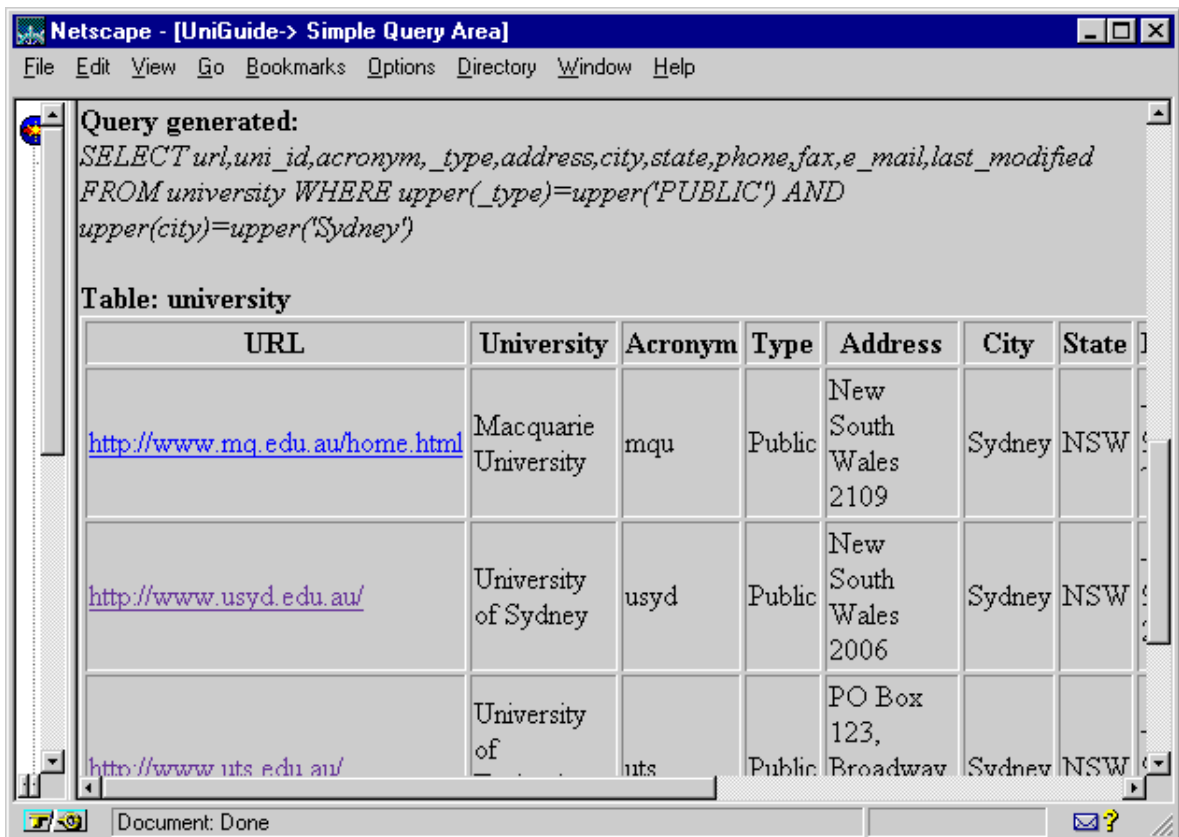 Netscape - [UniGuide-> Simple Query Area]
File Edit View Go Bookmarks Options Directory Window Help
Query generated:
SELECT url,uni_id,acronym,_type,address,city,state,phone,fax,e_mail,last_modified
FROM university WHERE upper(_type)=upper('PUBLIC') AND
upper(city)=upper('Sydney')
Table: university
URL University Acronym Type Address City State
http://www.mq.edu.au/home.html Macquarie University mqu Public New South Wales 2109 Sydney NSW
http://www.usyd.edu.au/ University of Sydney usyd Public New South Wales 2006 Sydney NSW
http://www.uts.edu.au/ University of uts Public PO Box 123, Broadway Sydney NSW
Document: Done